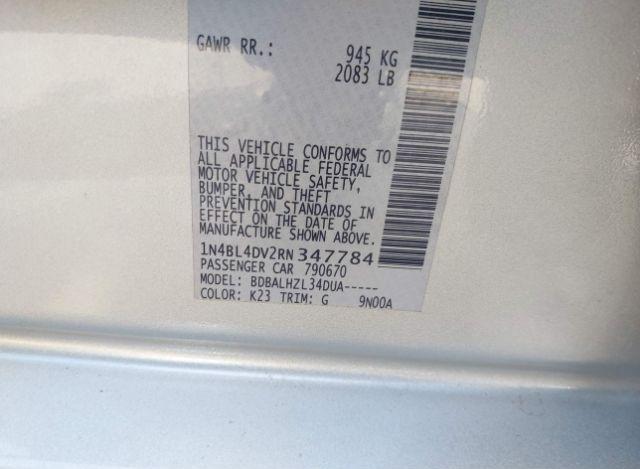 GAWR RR.: 945 KG
2083 LB
THIS VEHICLE CONFORMS TO
ALL APPLICABLE FEDERAL
MOTOR VEHICLE SAFETY,
BUMPER, AND THEFT
PREVENTION STANDARDS IN
EFFECT ON THE DATE OF
MANUFACTURE SHOWN ABOVE.
1N4BL4DV2RN347784
PASSENGER CAR 790670
MODEL: BDBALHZL34DUA-----
COLOR: K23 TRIM: G 9N00A